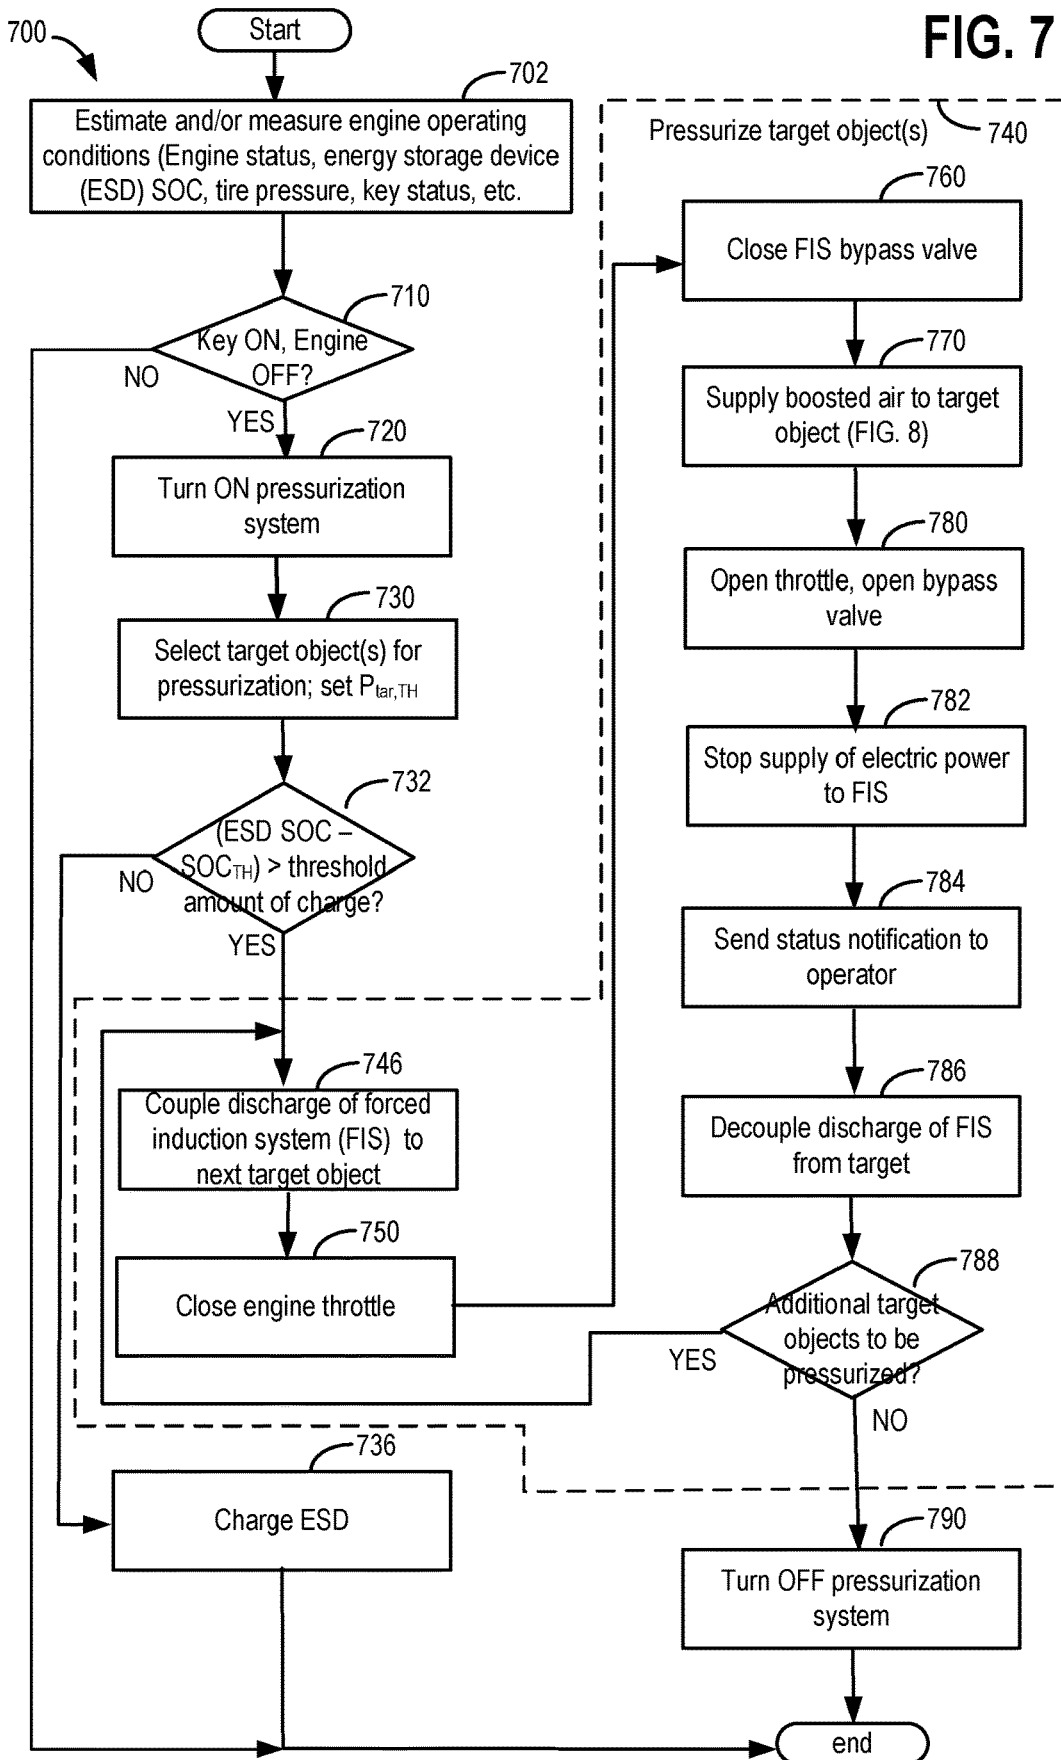 FIG. 7
700
Start
702
Estimate and/or measure engine operating
conditions (Engine status, energy storage device
(ESD) SOC, tire pressure, key status, etc.
710
Key ON, Engine
OFF?
NO
YES
720
Turn ON pressurization
system
730
Select target object(s) for
pressurization; set Ptar,TH
732
(ESD SOC –
SOCTH) > threshold
amount of charge?
NO
YES
746
Couple discharge of forced
induction system (FIS) to
next target object
750
Close engine throttle
736
Charge ESD
Pressurize target object(s)
740
760
Close FIS bypass valve
770
Supply boosted air to target
object (FIG. 8)
780
Open throttle, open bypass
valve
782
Stop supply of electric power
to FIS
784
Send status notification to
operator
786
Decouple discharge of FIS
from target
788
Additional target
objects to be
pressurized?
YES
NO
790
Turn OFF pressurization
system
end